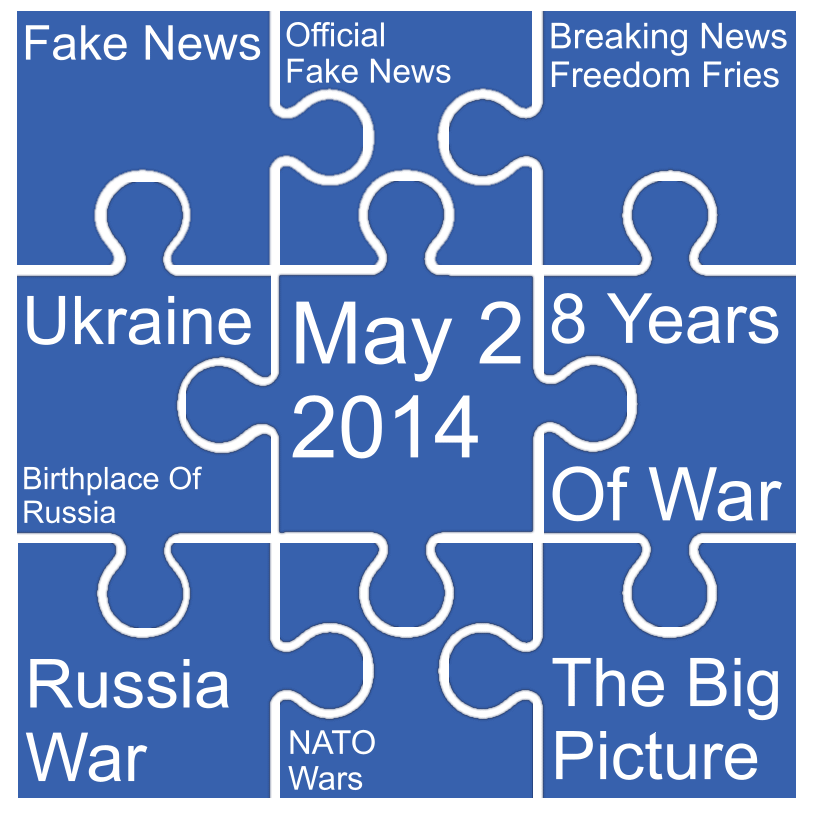 Fake News
Official
Fake News
Breaking News
Freedom Fries
Ukraine
Birthplace Of
Russia
May 2
2014
8 Years
Of War
Russia
War
NATO
Wars
The Big
Picture